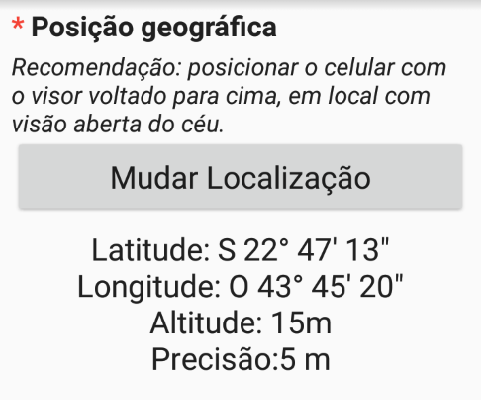 * Posição geográfica
Recomendação: posicionar o celular com
o visor voltado para cima, em local com
visão aberta do céu.
Mudar Localização
Latitude: S 22° 47' 13"
Longitude: O 43° 45' 20"
Altitude: 15m
Precisão:5 m